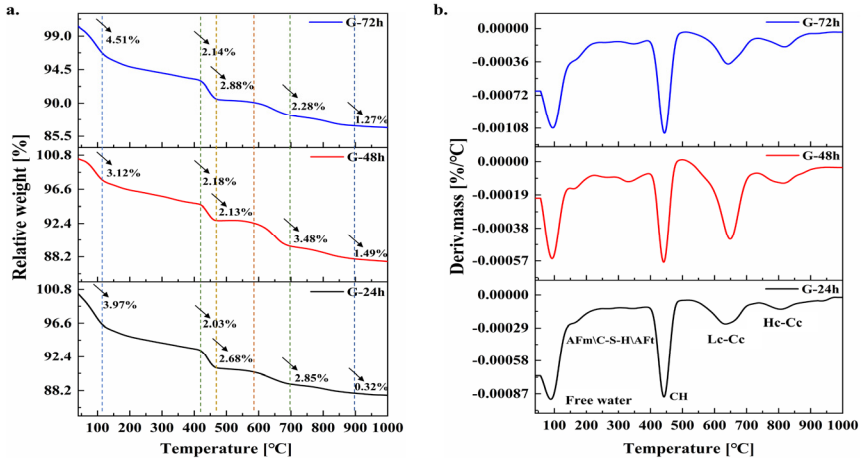 a.
G-72h
99.0
94.5
90.0
85.5
4.51%
2.14%
2.88%
2.28%
1.27%
G-48h
100.8
96.6
92.4
88.2
3.12%
2.18%
2.13%
3.48%
1.49%
G-24h
100.8
96.6
92.4
88.2
3.97%
2.03%
2.68%
2.85%
0.32%
Relative weight [%]
100 200 300 400 500 600 700 800 900 1000
Temperature [°C]
b.
G-72h
0.00000
-0.00036
-0.00072
-0.00108
G-48h
0.00000
-0.00019
-0.00038
-0.00057
G-24h
0.00000
-0.00029
-0.00058
-0.00087
AFm\C-S-H\AFt
Free water
CH
Lc-Cc
Hc-Cc
Deriv.mass [%/°C]
0 100 200 300 400 500 600 700 800 900 1000
Temperature [°C]